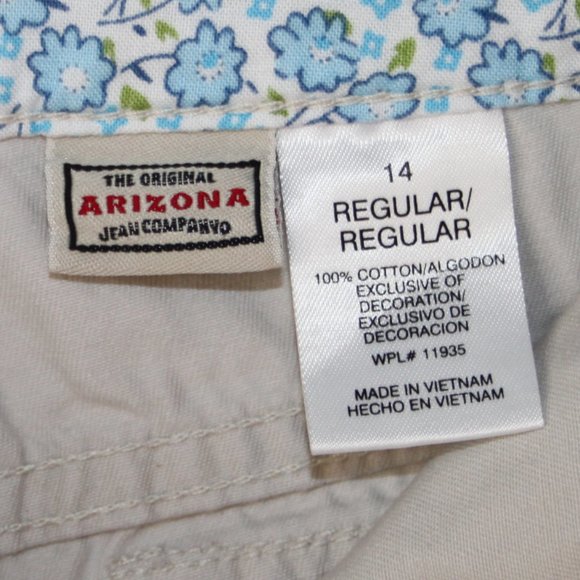 THE ORIGINAL
ARIZONA
JEAN COMPANY
14
REGULAR/
REGULAR
100% COTTON/ALGODON
EXCLUSIVE OF
DECORATION/
EXCLUSIVO DE
DECORACION
WPL# 11935
MADE IN VIETNAM
HECHO EN VIETNAM